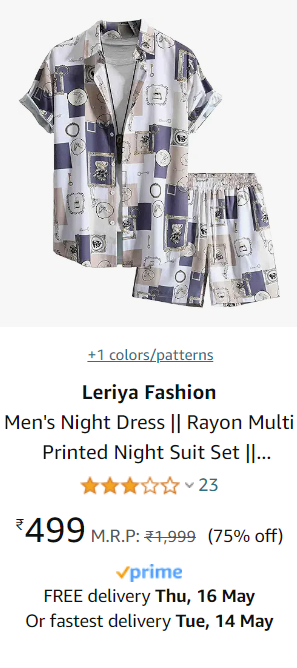 +1 colors/patterns
Leriya Fashion
Men's Night Dress || Rayon Multi
Printed Night Suit Set ||...
23
₹499 M.R.P: ₹1,999 (75% off)
prime
FREE delivery Thu, 16 May
Or fastest delivery Tue, 14 May